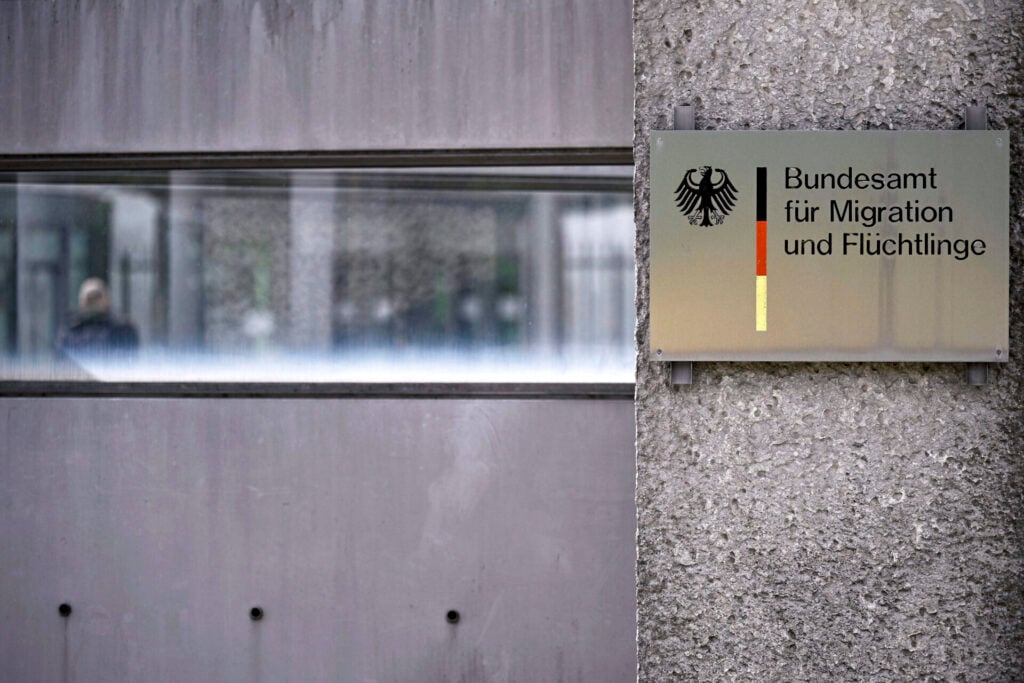 Bundesamt
für Migration
und Flüchtlinge